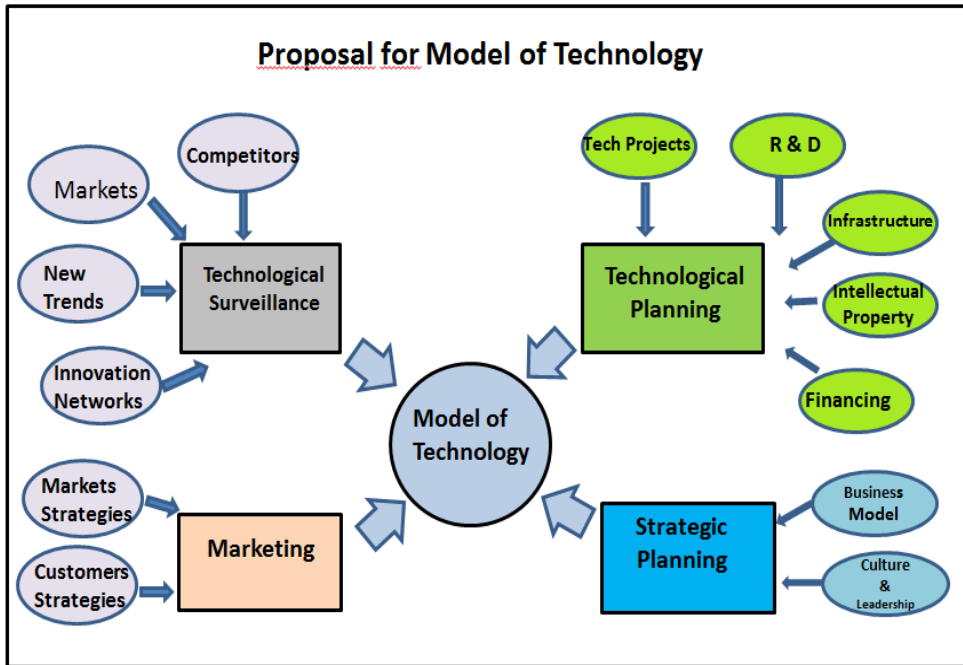 Proposal for Model of Technology
Competitors
Markets
New
Trends
Innovation
Networks
Technological
Surveillance
Tech Projects
R & D
Infrastructure
Intellectual
Property
Financing
Technological
Planning
Model of
Technology
Markets
Strategies
Customers
Strategies
Marketing
Strategic
Planning
Business
Model
Culture
&
Leadership